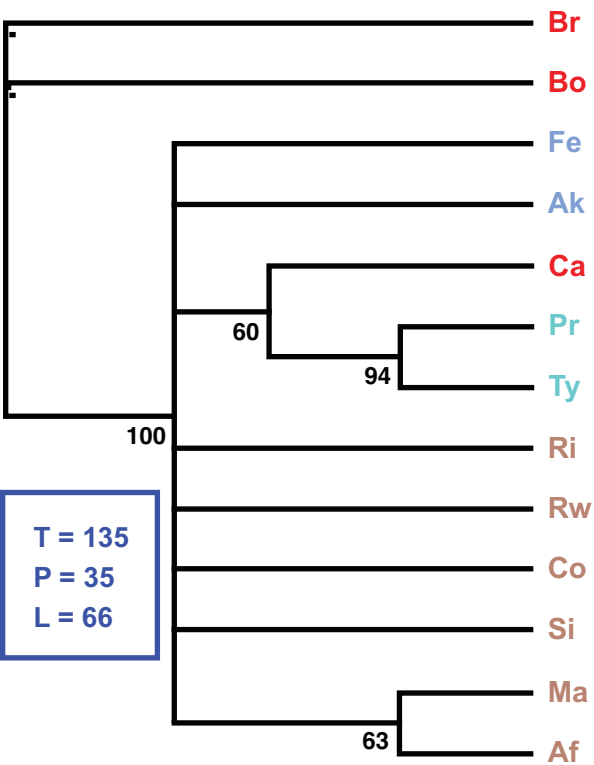 Br
Bo
Fe
Ak
Ca
Pr
60
94
Ty
100
Ri
Rw
T = 135
P = 35
Co
L = 66
Si
Ma
63
Af